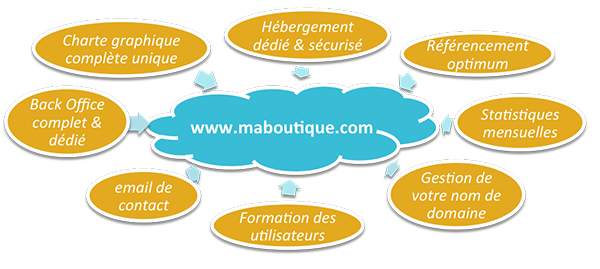 Charte graphique
complète unique
Hébergement
dédié & sécurisé
Référencement
optimum
Back Office
complet &
dédié
www.maboutique.com
Statistiques
mensuelles
email de
contact
Formation des
utilisateurs
Gestion de
votre nom de
domaine